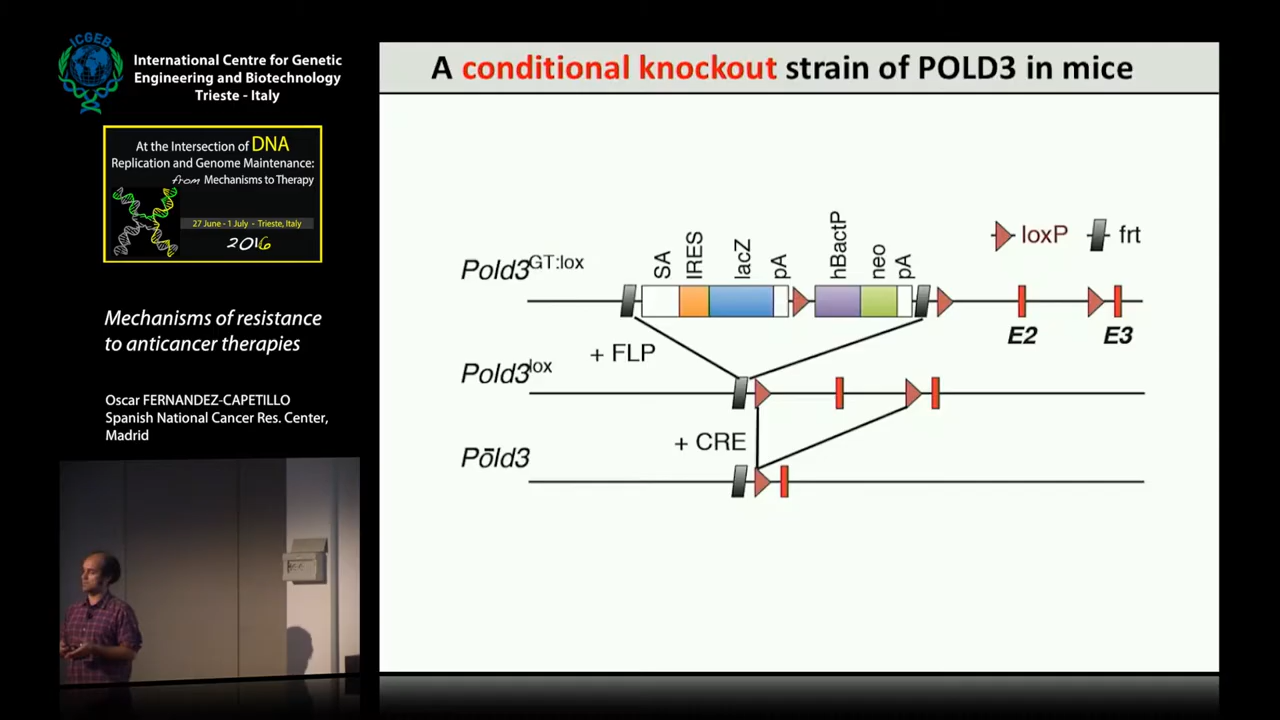 ICGEB
International Centre for Genetic
Engineering and Biotechnology
Trieste - Italy
At the Intersection of DNA
Replication and Genome Maintenance:
from Mechanisms to Therapy
27 June - 1 July - Trieste, Italy
2016
Mechanisms of resistance
to anticancer therapies
Oscar FERNANDEZ-CAPETILLO
Spanish National Cancer Res. Center,
Madrid
A conditional knockout strain of POLD3 in mice
loxP frt
SA IRES lacZ pA hBactP neo pA
Pold3GT:lox
E2 E3
+ FLP
Pold3lox
+ CRE
Pōld3